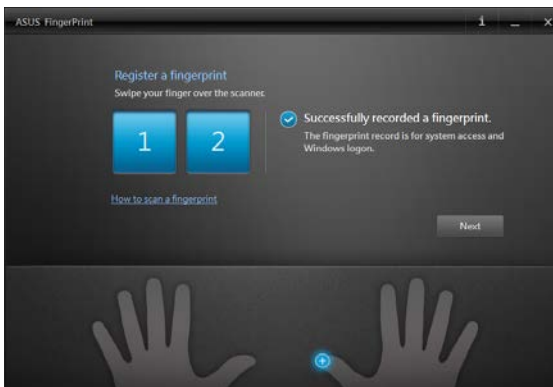 ASUS FingerPrint
Register a fingerprint
Swipe your finger over the scanner.
1 2
Successfully recorded a fingerprint.
The fingerprint record is for system access and
Windows logon.
How to scan a fingerprint
Next